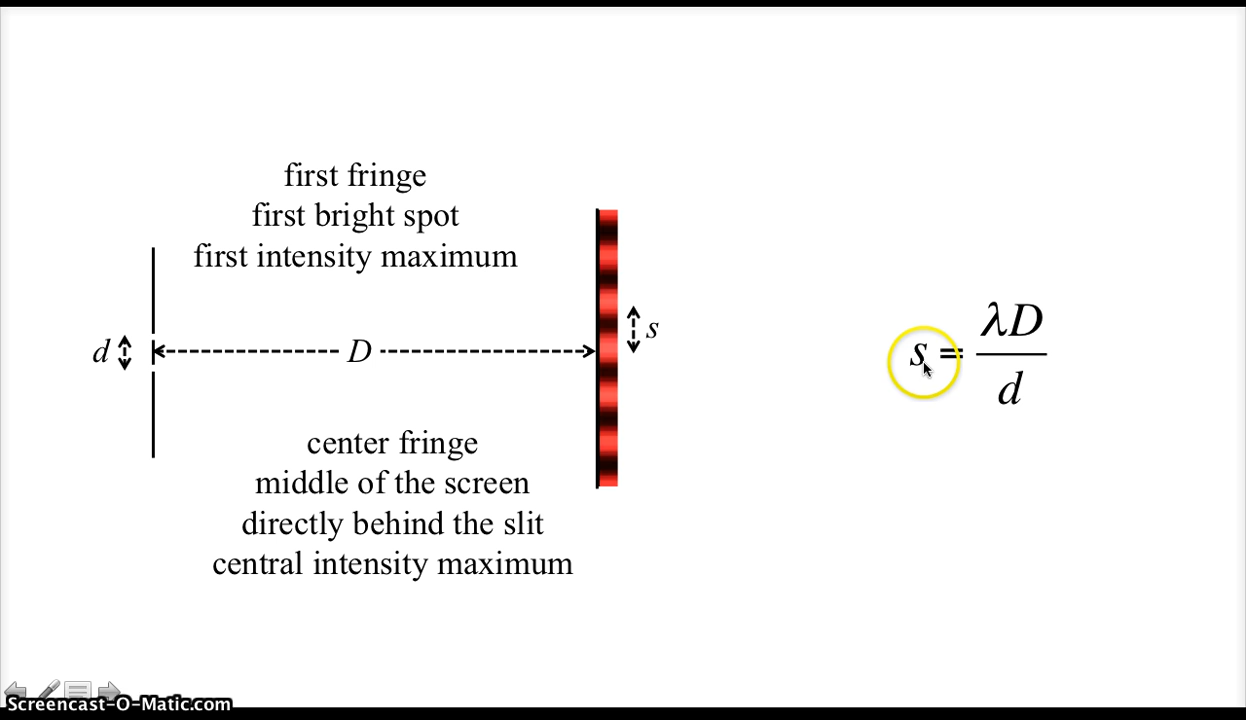 first fringe
first bright spot
first intensity maximum
d
D
s
s = λD / d
center fringe
middle of the screen
directly behind the slit
central intensity maximum
Screencast-O-Matic.com